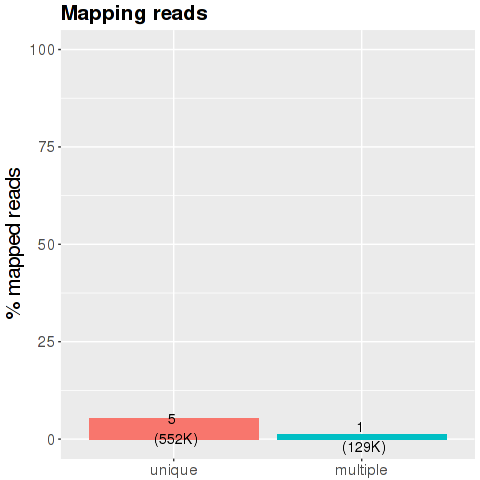 Mapping reads
% mapped reads
100
75
50
25
0
5
(552K)
1
(129K)
unique
multiple